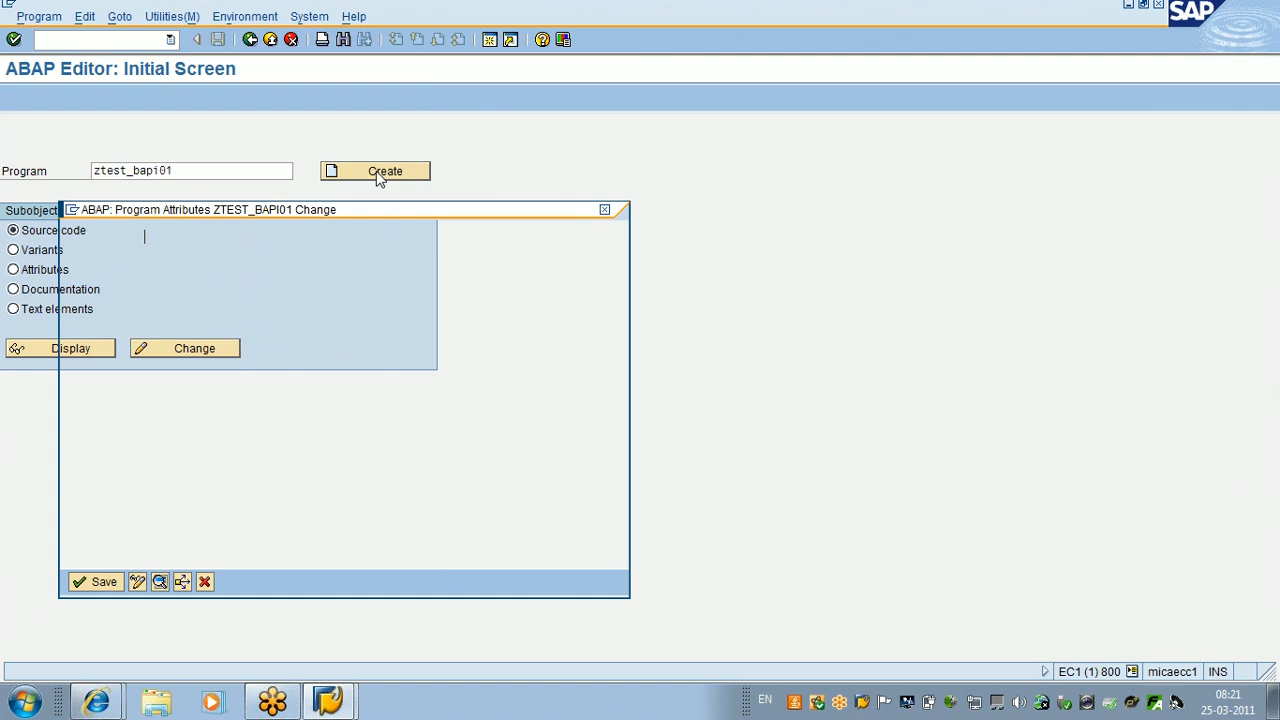 Program Edit Goto Utilities(M) Environment System Help
SAP
ABAP Editor: Initial Screen
Program ztest_bapi01 Create
Subobject
ABAP: Program Attributes ZTEST_BAPI01 Change
Source code
Variants
Attributes
Documentation
Text elements
Display Change
Save
EC1 (1) 800 micaecc1 INS
EN 08:21
25-03-2011